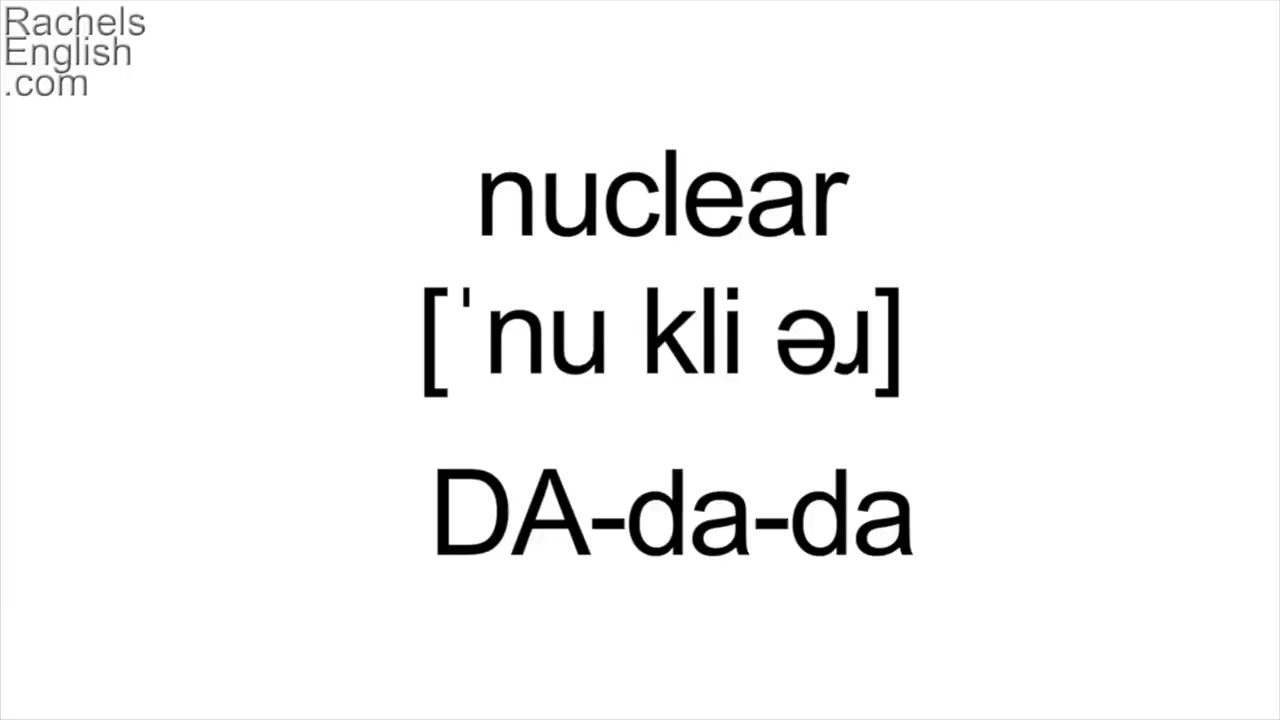 Rachels
English
.com
nuclear
[ˈnu kli əɹ]
DA-da-da